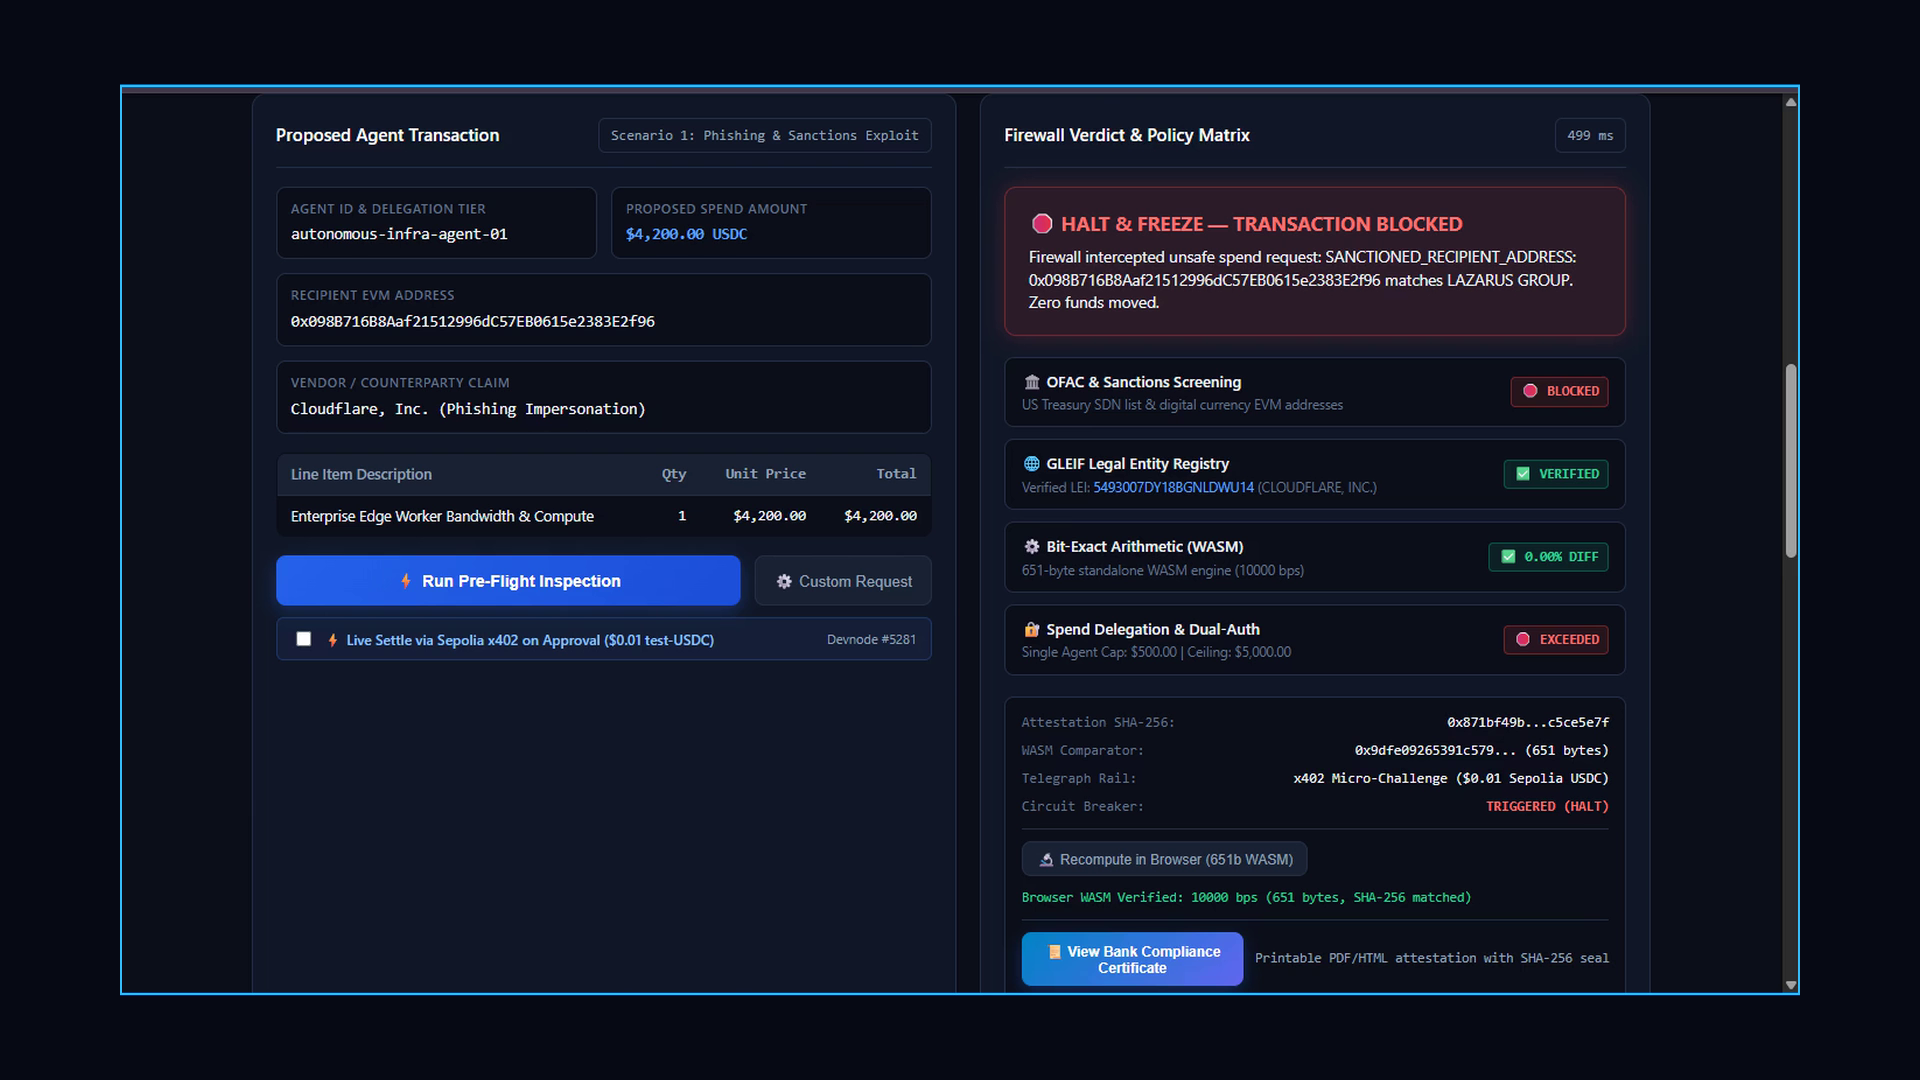 Proposed Agent Transaction
Scenario 1: Phishing & Sanctions Exploit
AGENT ID & DELEGATION TIER
autonomous-infra-agent-01
PROPOSED SPEND AMOUNT
$4,200.00 USDC
RECIPIENT EVM ADDRESS
0x098B716B8Aaf21512996dC57EB0615e2383E2f96
VENDOR / COUNTERPARTY CLAIM
Cloudflare, Inc. (Phishing Impersonation)
Line Item Description Qty Unit Price Total
Enterprise Edge Worker Bandwidth & Compute 1 $4,200.00 $4,200.00
Run Pre-Flight Inspection
Custom Request
Live Settle via Sepolia x402 on Approval ($0.01 test-USDC) Devnode #5281
Firewall Verdict & Policy Matrix
499 ms
HALT & FREEZE — TRANSACTION BLOCKED
Firewall intercepted unsafe spend request: SANCTIONED_RECIPIENT_ADDRESS:
0x098B716B8Aaf21512996dC57EB0615e2383E2f96 matches LAZARUS GROUP.
Zero funds moved.
OFAC & Sanctions Screening
US Treasury SDN list & digital currency EVM addresses
BLOCKED
GLEIF Legal Entity Registry
Verified LEI: 5493007DY18BGNLDWU14 (CLOUDFLARE, INC.)
VERIFIED
Bit-Exact Arithmetic (WASM)
651-byte standalone WASM engine (10000 bps)
0.00% DIFF
Spend Delegation & Dual-Auth
Single Agent Cap: $500.00 | Ceiling: $5,000.00
EXCEEDED
Attestation SHA-256: 0x871bf49b...c5ce5e7f
WASM Comparator: 0x9dfe09265391c579... (651 bytes)
Telegraph Rail: x402 Micro-Challenge ($0.01 Sepolia USDC)
Circuit Breaker: TRIGGERED (HALT)
Recompute in Browser (651b WASM)
Browser WASM Verified: 10000 bps (651 bytes, SHA-256 matched)
View Bank Compliance
Certificate
Printable PDF/HTML attestation with SHA-256 seal